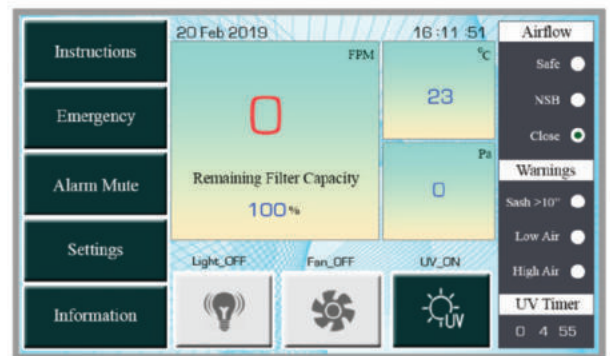 Instructions
Emergency
Alarm Mute
Settings
Information
20 Feb 2019
16:11:51
FPM
0
Remaining Filter Capacity
100%
°C
23
Pa
0
Light_OFF
Fan_OFF
UV_ON
UV
Airflow
Safe
NSB
Close
Warnings
Sash >10"
Low Air
High Air
UV Timer
0 4 55